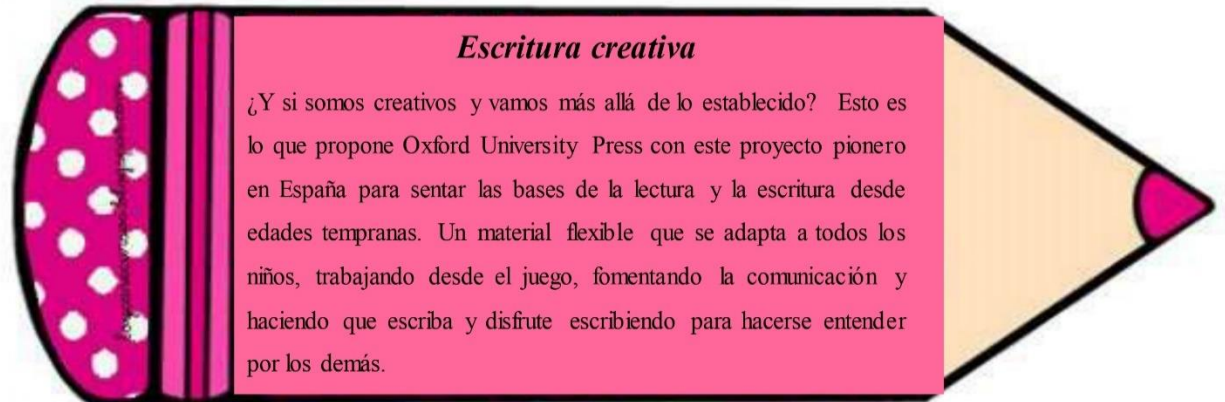 Escritura creativa
¿Y si somos creativos y vamos más allá de lo establecido? Esto es
lo que propone Oxford University Press con este proyecto pionero
en España para sentar las bases de la lectura y la escritura desde
edades tempranas. Un material flexible que se adapta a todos los
niños, trabajando desde el juego, fomentando la comunicación y
haciendo que escriba y disfrute escribiendo para hacerse entender
por los demás.